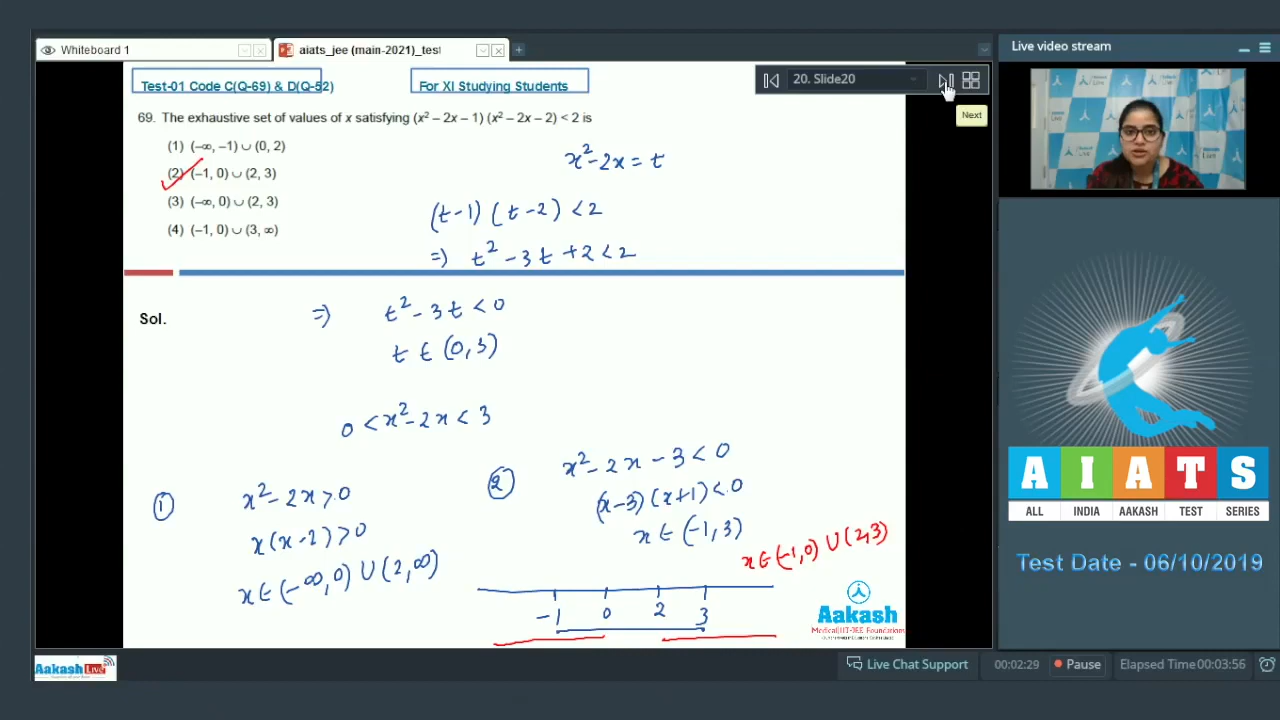 Whiteboard 1
aiats_jee (main-2021)_test
Live video stream
Test-01 Code C(Q-69) & D(Q-52)
For XI Studying Students
20. Slide20
Next
69. The exhaustive set of values of x satisfying (x² – 2x – 1) (x² – 2x – 2) < 2 is
(1) (–∞, –1) ∪ (0, 2)
(2) (–1, 0) ∪ (2, 3)
(3) (–∞, 0) ∪ (2, 3)
(4) (–1, 0) ∪ (3, ∞)
x² - 2x = t
(t-1) (t-2) < 2
=) t² - 3t + 2 < 2
Sol.
=) t² - 3t < 0
t ∈ (0, 3)
0 < x² - 2x < 3
① x² - 2x > 0
x(x-2) > 0
x ∈ (-∞, 0) ∪ (2, ∞)
② x² - 2x - 3 < 0
(x-3) (x+1) < 0
x ∈ (-1, 3)
x ∈ (-1, 0) ∪ (2, 3)
-1 0 2 3
Aakash
Medical|IIT-JEE|Foundations
A I A T S
ALL INDIA AAKASH TEST SERIES
Test Date - 06/10/2019
Aakash Live
Live Chat Support
00:02:29
Pause
Elapsed Time 00:03:56